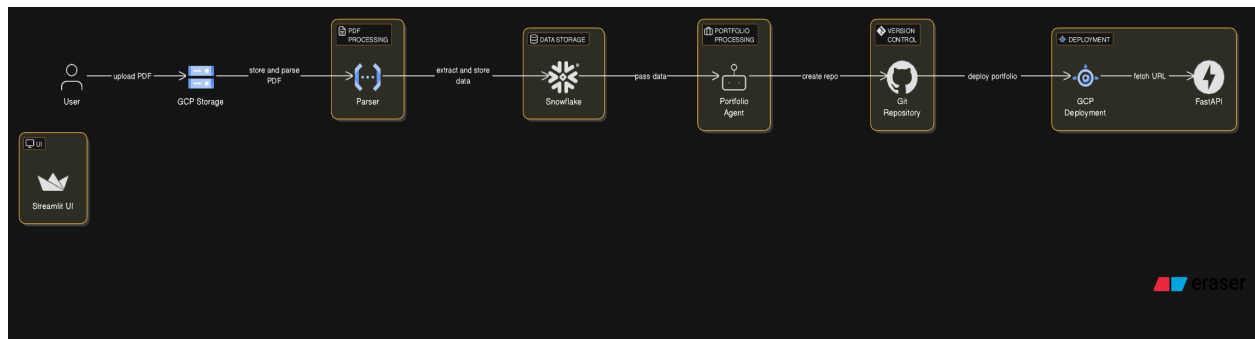 PDF
PROCESSING
DATA STORAGE
PORTFOLIO
PROCESSING
VERSION
CONTROL
DEPLOYMENT
upload PDF
store and parse
PDF
extract and store
data
pass data
create repo
deploy portfolio
fetch URL
User
GCP Storage
Parser
Snowflake
Portfolio
Agent
Git
Repository
GCP
Deployment
FastAPI
UI
Streamlit UI
eraser